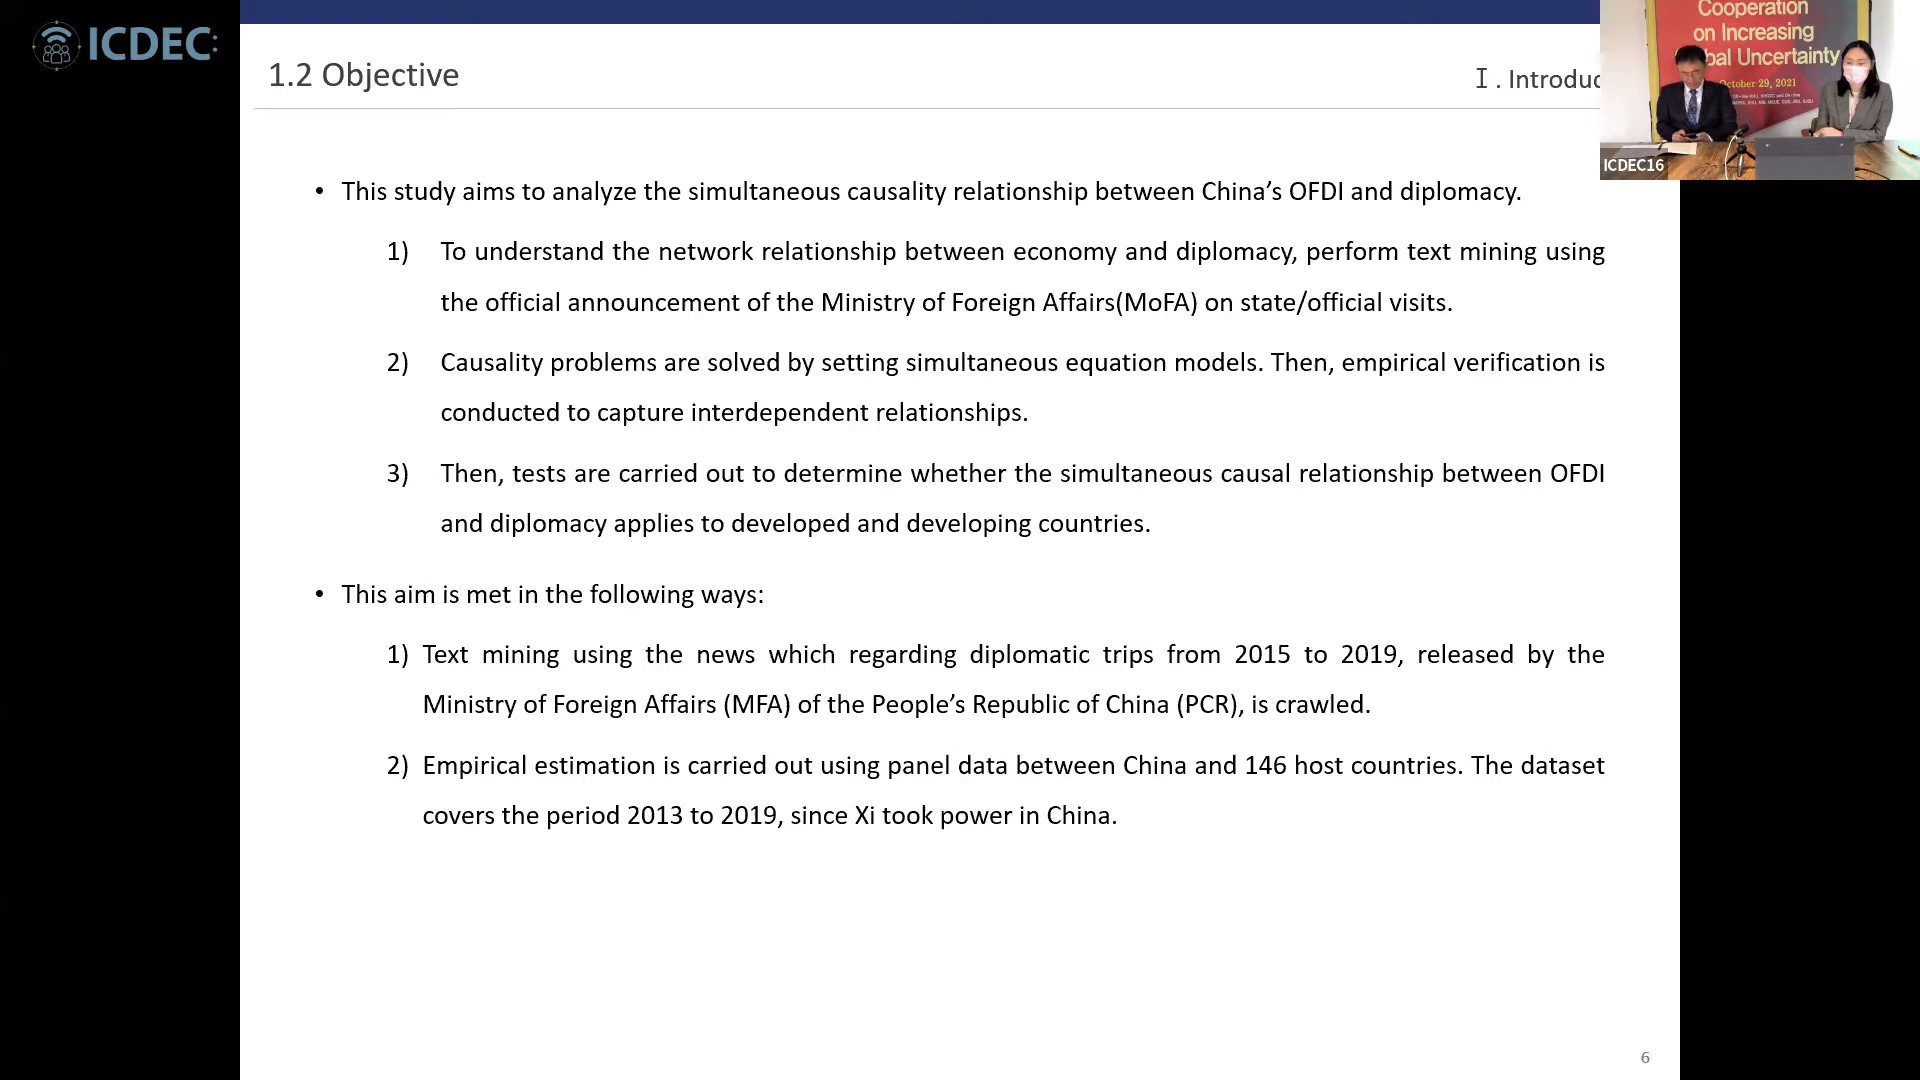 ICDEC:
1.2 Objective
Ⅰ. Introduc
Cooperation
on Increasing
bal Uncertainty
October 29, 2021
ICDEC16
• This study aims to analyze the simultaneous causality relationship between China’s OFDI and diplomacy.
1) To understand the network relationship between economy and diplomacy, perform text mining using
the official announcement of the Ministry of Foreign Affairs(MoFA) on state/official visits.
2) Causality problems are solved by setting simultaneous equation models. Then, empirical verification is
conducted to capture interdependent relationships.
3) Then, tests are carried out to determine whether the simultaneous causal relationship between OFDI
and diplomacy applies to developed and developing countries.
• This aim is met in the following ways:
1) Text mining using the news which regarding diplomatic trips from 2015 to 2019, released by the
Ministry of Foreign Affairs (MFA) of the People’s Republic of China (PCR), is crawled.
2) Empirical estimation is carried out using panel data between China and 146 host countries. The dataset
covers the period 2013 to 2019, since Xi took power in China.
6